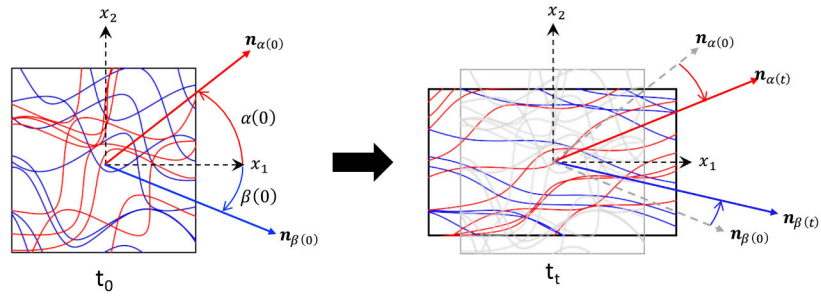 x₂
n_α(0)
α(0)
x₁
β(0)
n_β(0)
t₀
x₂
n_α(0)
n_α(t)
x₁
n_β(t)
n_β(0)
tₜ